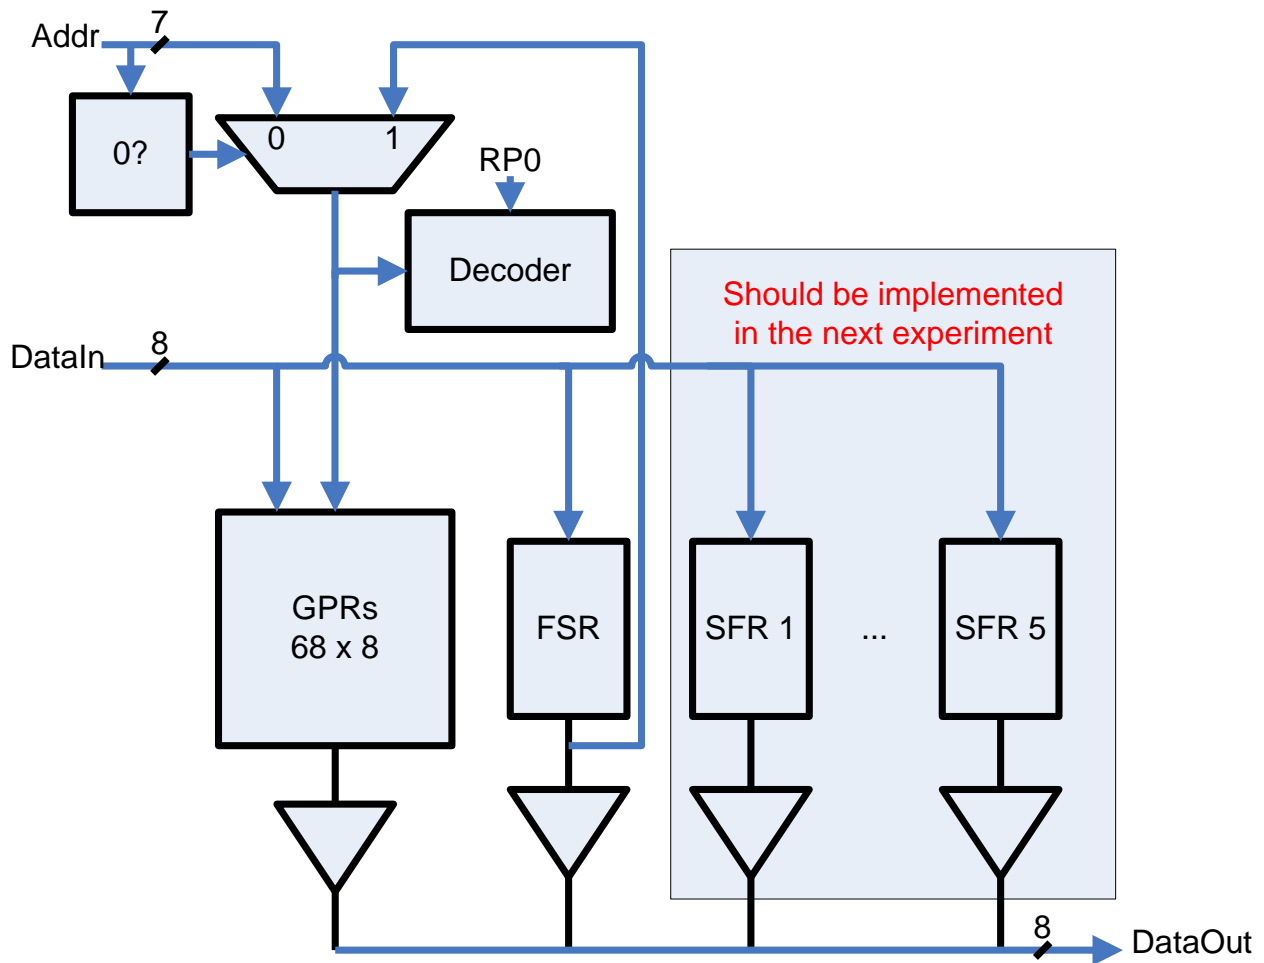 Addr
7
0?
0
1
RP0
Decoder
Should be implemented
in the next experiment
DataIn
8
GPRs
68 x 8
FSR
SFR 1
...
SFR 5
8
DataOut